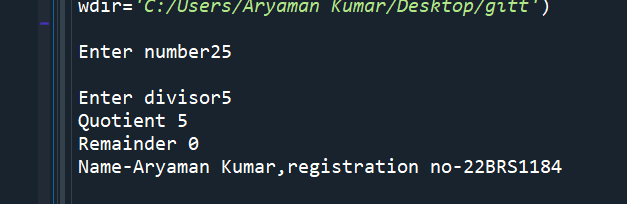 wdir='C:/Users/Aryaman Kumar/Desktop/gitt')
Enter number25
Enter divisor5
Quotient 5
Remainder 0
Name-Aryaman Kumar,registration no-22BRS1184